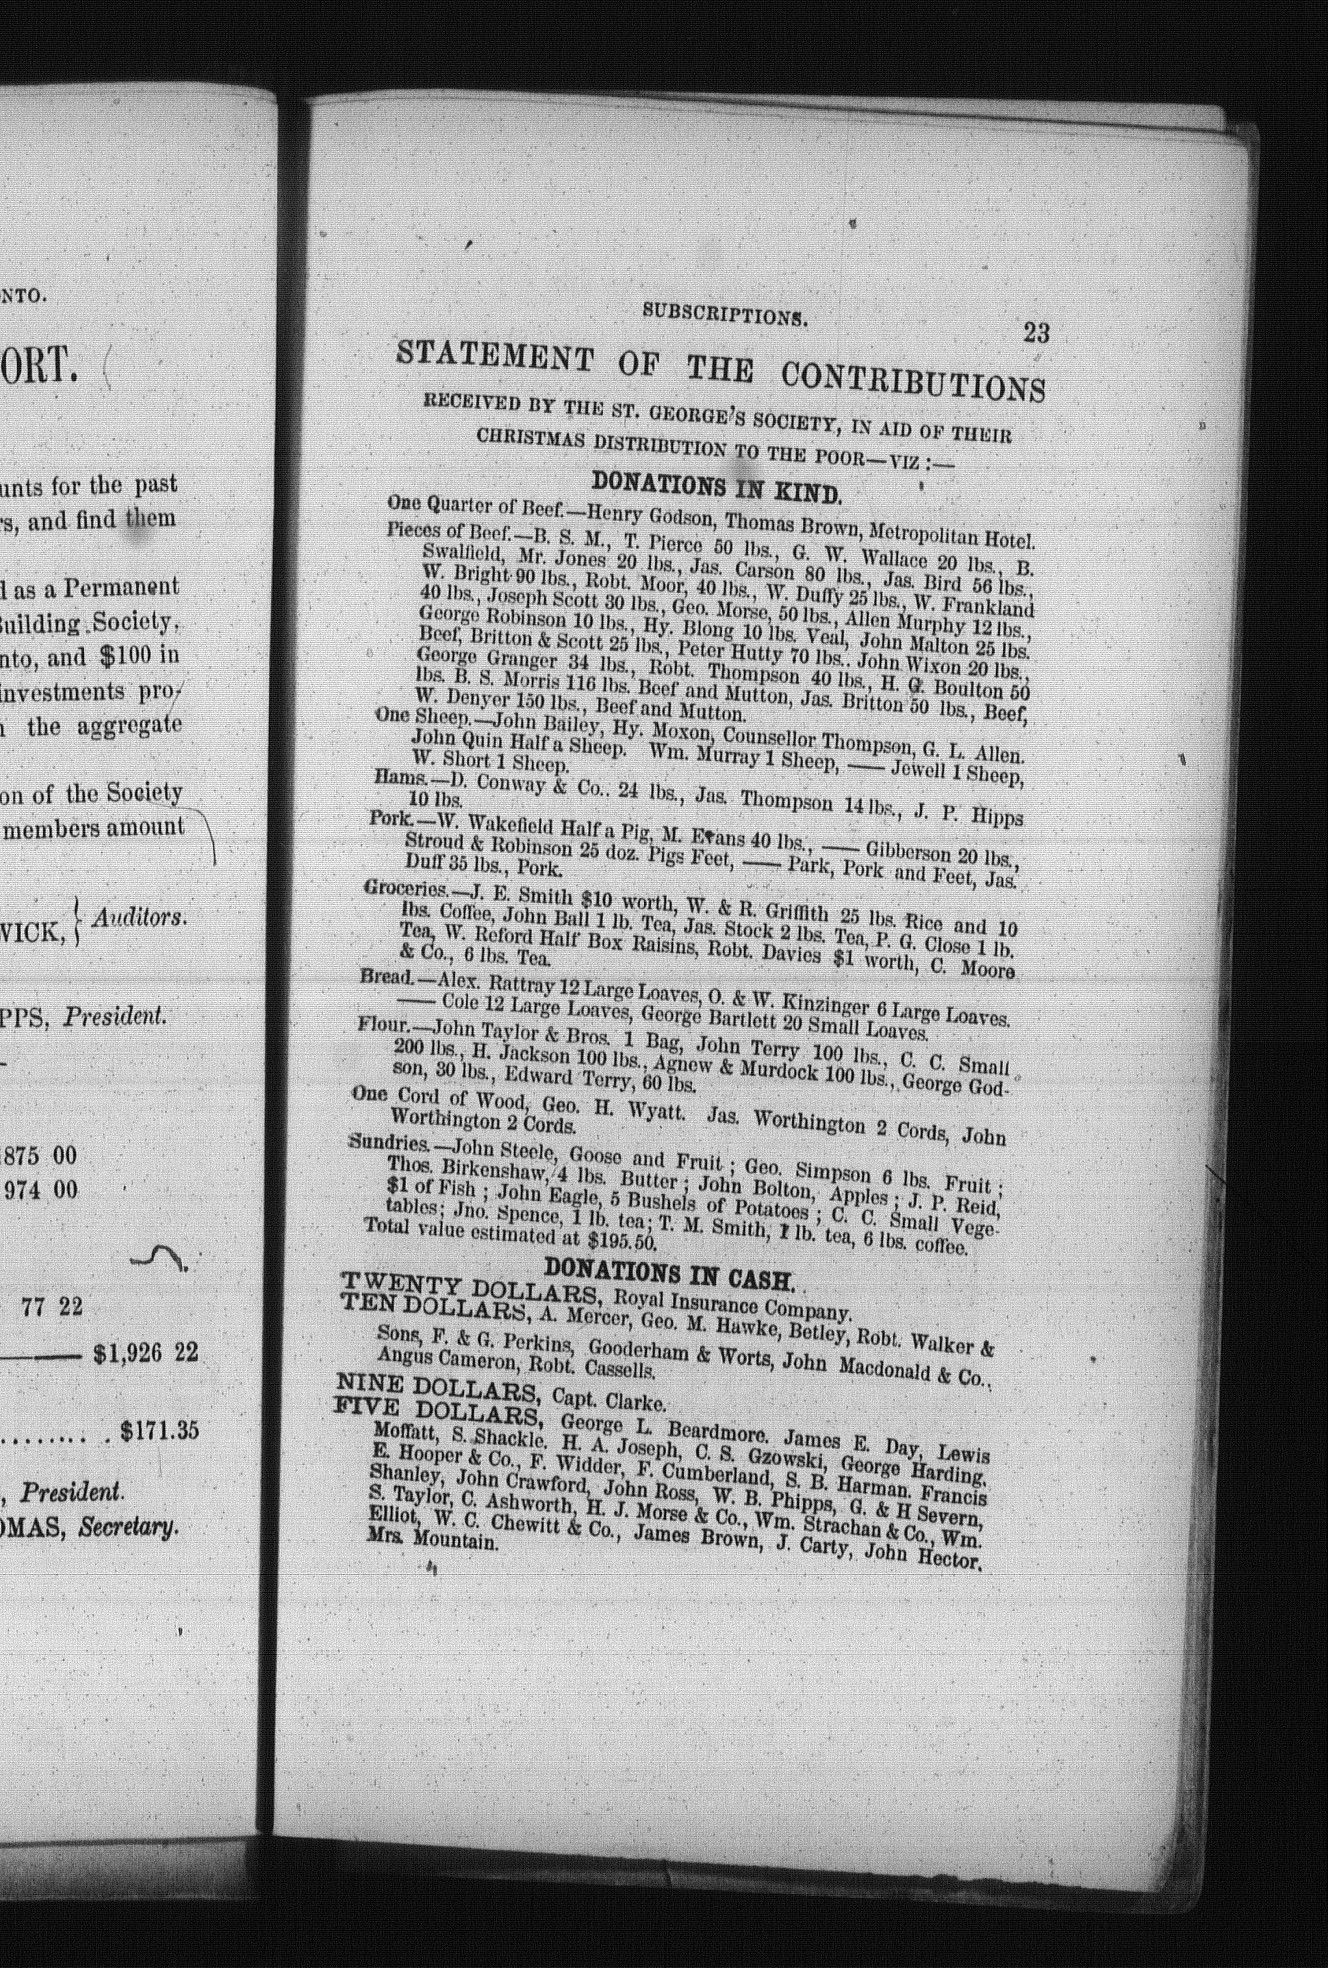 NTO.
ORT.
unts for the past
rs, and find them
d as a Permanent
Building Society,
nto, and $100 in
investments pro-
n the aggregate
on of the Society
members amount
WICK, } Auditors.
PPS, President.
875 00
974 00
77 22
$1,926 22
......... $171.35
, President.
OMAS, Secretary.
SUBSCRIPTIONS.
23
STATEMENT OF THE CONTRIBUTIONS
RECEIVED BY THE ST. GEORGE'S SOCIETY, IN AID OF THEIR
CHRISTMAS DISTRIBUTION TO THE POOR—VIZ:—
DONATIONS IN KIND.
One Quarter of Beef.—Henry Godson, Thomas Brown, Metropolitan Hotel.
Pieces of Beef.—B. S. M., T. Pierce 50 lbs., G. W. Wallace 20 lbs., B.
Swalfield, Mr. Jones 20 lbs., Jas. Carson 80 lbs., Jas. Bird 56 lbs.,
W. Bright 90 lbs., Robt. Moor, 40 lbs., W. Duffy 25 lbs., W. Frankland
40 lbs., Joseph Scott 30 lbs., Geo. Morse, 50 lbs., Allen Murphy 12 lbs.,
George Robinson 10 lbs., Hy. Blong 10 lbs. Veal, John Malton 25 lbs.
Beef, Britton & Scott 25 lbs., Peter Hutty 70 lbs.. John Wixon 20 lbs.,
George Granger 34 lbs., Robt. Thompson 40 lbs., H. G. Boulton 50
lbs. B. S. Morris 116 lbs. Beef and Mutton, Jas. Britton 50 lbs., Beef,
W. Denyer 150 lbs., Beef and Mutton.
One Sheep.—John Bailey, Hy. Moxon, Counsellor Thompson, G. L. Allen.
John Quin Half a Sheep. Wm. Murray 1 Sheep, —— Jewell 1 Sheep,
W. Short 1 Sheep.
Hams.—D. Conway & Co.. 24 lbs., Jas. Thompson 14 lbs., J. P. Hipps
10 lbs.
Pork.—W. Wakefield Half a Pig, M. Evans 40 lbs., —— Gibberson 20 lbs.,
Stroud & Robinson 25 doz. Pigs Feet, —— Park, Pork and Feet, Jas.
Duff 35 lbs., Pork.
Groceries.—J. E. Smith $10 worth, W. & R. Griffith 25 lbs. Rice and 10
lbs. Coffee, John Ball 1 lb. Tea, Jas. Stock 2 lbs. Tea, P. G. Close 1 lb.
Tea, W. Reford Half Box Raisins, Robt. Davies $1 worth, C. Moore
& Co., 6 lbs. Tea.
Bread.—Alex. Rattray 12 Large Loaves, O. & W. Kinzinger 6 Large Loaves.
—— Cole 12 Large Loaves, George Bartlett 20 Small Loaves.
Flour.—John Taylor & Bros. 1 Bag, John Terry 100 lbs., C. C. Small
200 lbs., H. Jackson 100 lbs., Agnew & Murdock 100 lbs., George God-
son, 30 lbs., Edward Terry, 60 lbs.
One Cord of Wood, Geo. H. Wyatt. Jas. Worthington 2 Cords, John
Worthington 2 Cords.
Sundries.—John Steele, Goose and Fruit; Geo. Simpson 6 lbs. Fruit;
Thos. Birkenshaw, 4 lbs. Butter; John Bolton, Apples; J. P. Reid,
$1 of Fish; John Eagle, 5 Bushels of Potatoes; C. C. Small Vege-
tables; Jno. Spence, 1 lb. tea; T. M. Smith, 1 lb. tea, 6 lbs. coffee.
Total value estimated at $195.50.
DONATIONS IN CASH.
TWENTY DOLLARS, Royal Insurance Company.
TEN DOLLARS, A. Mercer, Geo. M. Hawke, Betley, Robt. Walker &
Sons, F. & G. Perkins, Gooderham & Worts, John Macdonald & Co.,
Angus Cameron, Robt. Cassells.
NINE DOLLARS, Capt. Clarke.
FIVE DOLLARS, George L. Beardmore. James E. Day, Lewis
Moffatt, S. Shackle. H. A. Joseph, C. S. Gzowski, George Harding.
E. Hooper & Co., F. Widder, F. Cumberland, S. B. Harman. Francis
Shanley, John Crawford, John Ross, W. B. Phipps, G. & H Severn,
S. Taylor, C. Ashworth, H. J. Morse & Co., Wm. Strachan & Co., Wm.
Elliot, W. C. Chewitt & Co., James Brown, J. Carty, John Hector.
Mrs. Mountain.